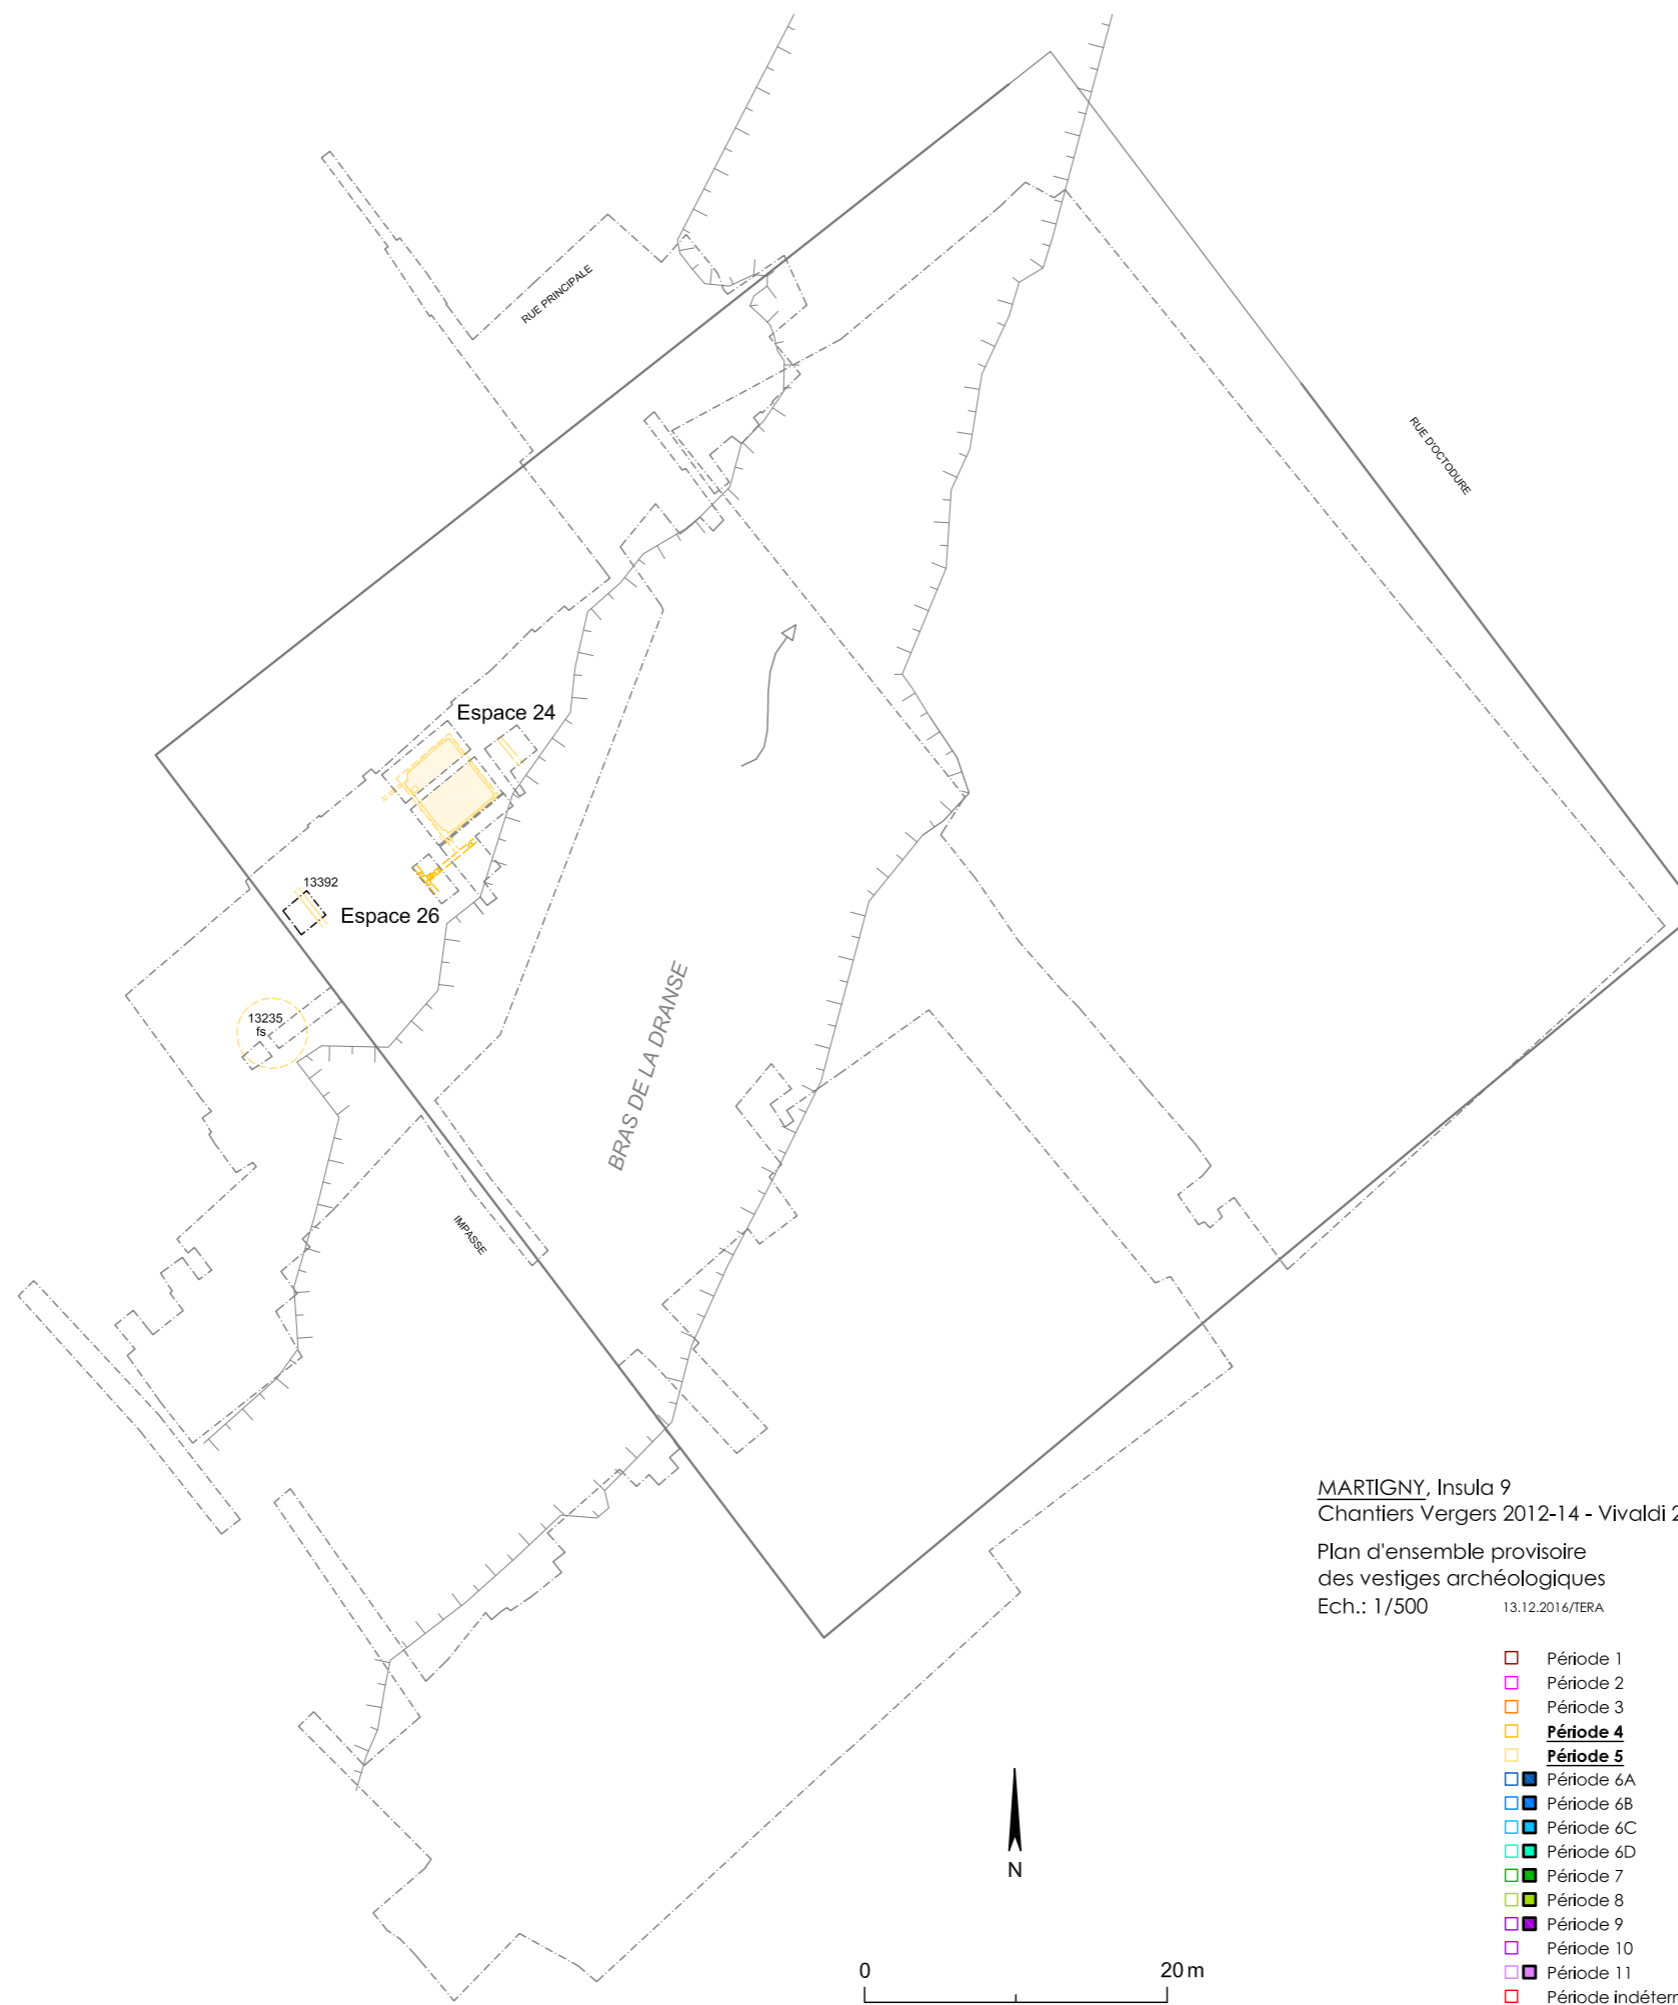 RUE PRINCIPALE
RUE D'OCTODURE
Espace 24
13392
Espace 26
13235
fs
BRAS DE LA DRANSE
IMPASSE
MARTIGNY, Insula 9
Chantiers Vergers 2012-14 - Vivaldi 2
Plan d'ensemble provisoire
des vestiges archéologiques
Ech.: 1/500 13.12.2016/TERA
Période 1
Période 2
Période 3
Période 4
Période 5
Période 6A
Période 6B
Période 6C
Période 6D
Période 7
Période 8
Période 9
Période 10
Période 11
Période indéterm
N
0 20 m